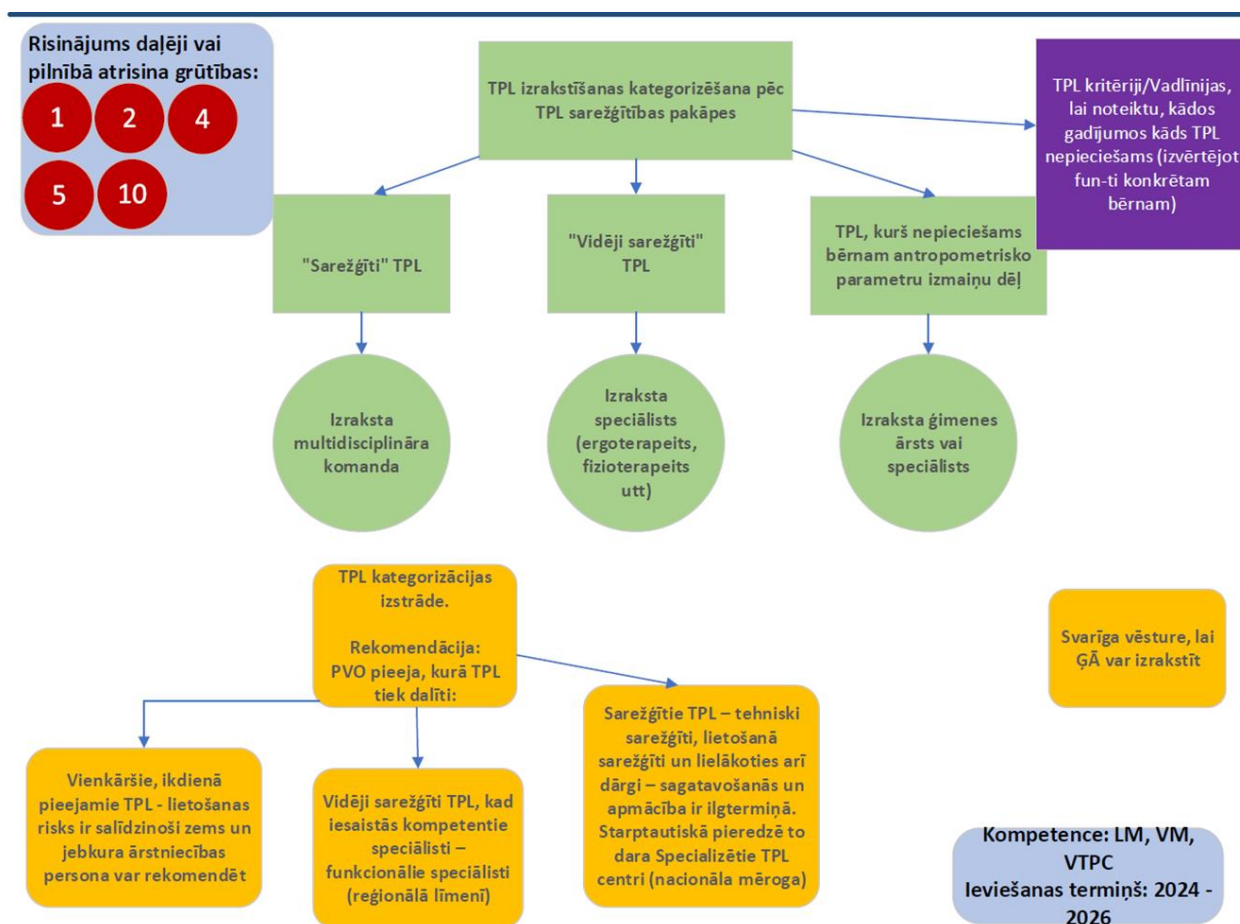 Risinājums daļēji vai
pilnībā atrisina grūtības:
1
2
4
5
10
TPL izrakstīšanas kategorizēšana pēc
TPL sarežģītības pakāpes
TPL kritēriji/Vadlīnijas,
lai noteiktu, kādos
gadījumos kāds TPL
nepieciešams (izvērtējot
fun-ti konkrētam
bērnam)
"Sarežģīti" TPL
"Vidēji sarežģīti"
TPL
TPL, kurš nepieciešams
bērnam antropometrisko
parametru izmaiņu dēļ
Izraksta
multidisciplināra
komanda
Izraksta
speciālists
(ergoterapeits,
fizioterapeits
utt)
Izraksta ģimenes
ārsts vai
speciālists
TPL kategorizācijas
izstrāde.
Rekomendācija:
PVO pieeja, kurā TPL
tiek dalīti:
Svarīga vēsture, lai
ĢĀ var izrakstīt
Vienkāršie, ikdienā
pieejamie TPL - lietošanas
risks ir salīdzinoši zems un
jebkura ārstniecības
persona var rekomendēt
Vidēji sarežģīti TPL, kad
iesaistās kompetentie
speciālisti –
funkcionālie speciālisti
(reģionālā līmenī)
Sarežģītie TPL – tehniski
sarežģīti, lietošanā
sarežģīti un lielākoties arī
dārgi – sagatavošanās un
apmācība ir ilgtermiņā.
Starptautiskā pieredzē to
dara Specializētie TPL
centri (nacionāla mēroga)
Kompetence: LM, VM,
VTPC
Ieviešanas termiņš: 2024 -
2026